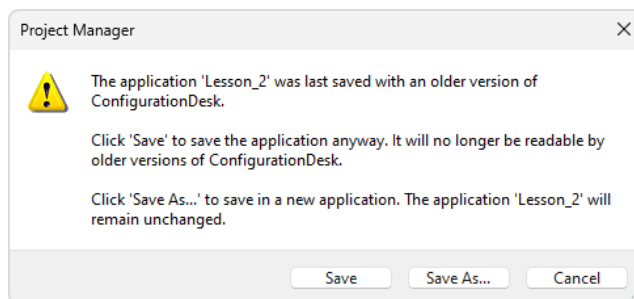 Project Manager
The application 'Lesson_2' was last saved with an older version of
ConfigurationDesk.
Click 'Save' to save the application anyway. It will no longer be readable by
older versions of ConfigurationDesk.
Click 'Save As...' to save in a new application. The application 'Lesson_2' will
remain unchanged.
Save Save As... Cancel